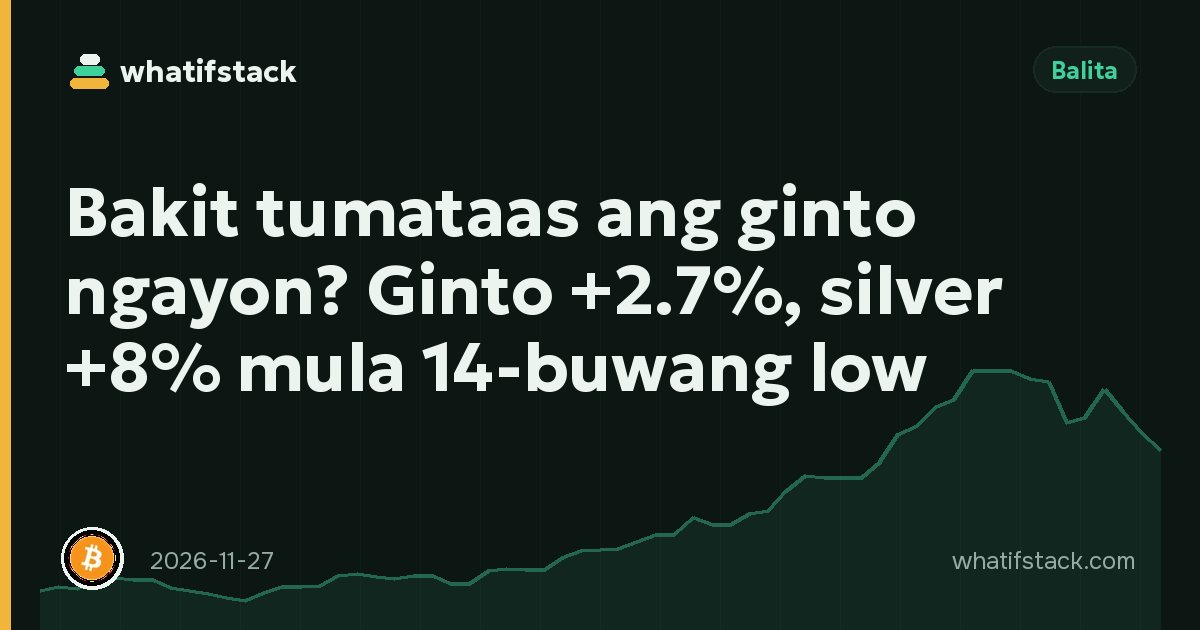 whatifstack
Balita
Bakit tumataas ang ginto
ngayon? Ginto +2.7%, silver
+8% mula 14-buwang low
2026-11-27
whatifstack.com